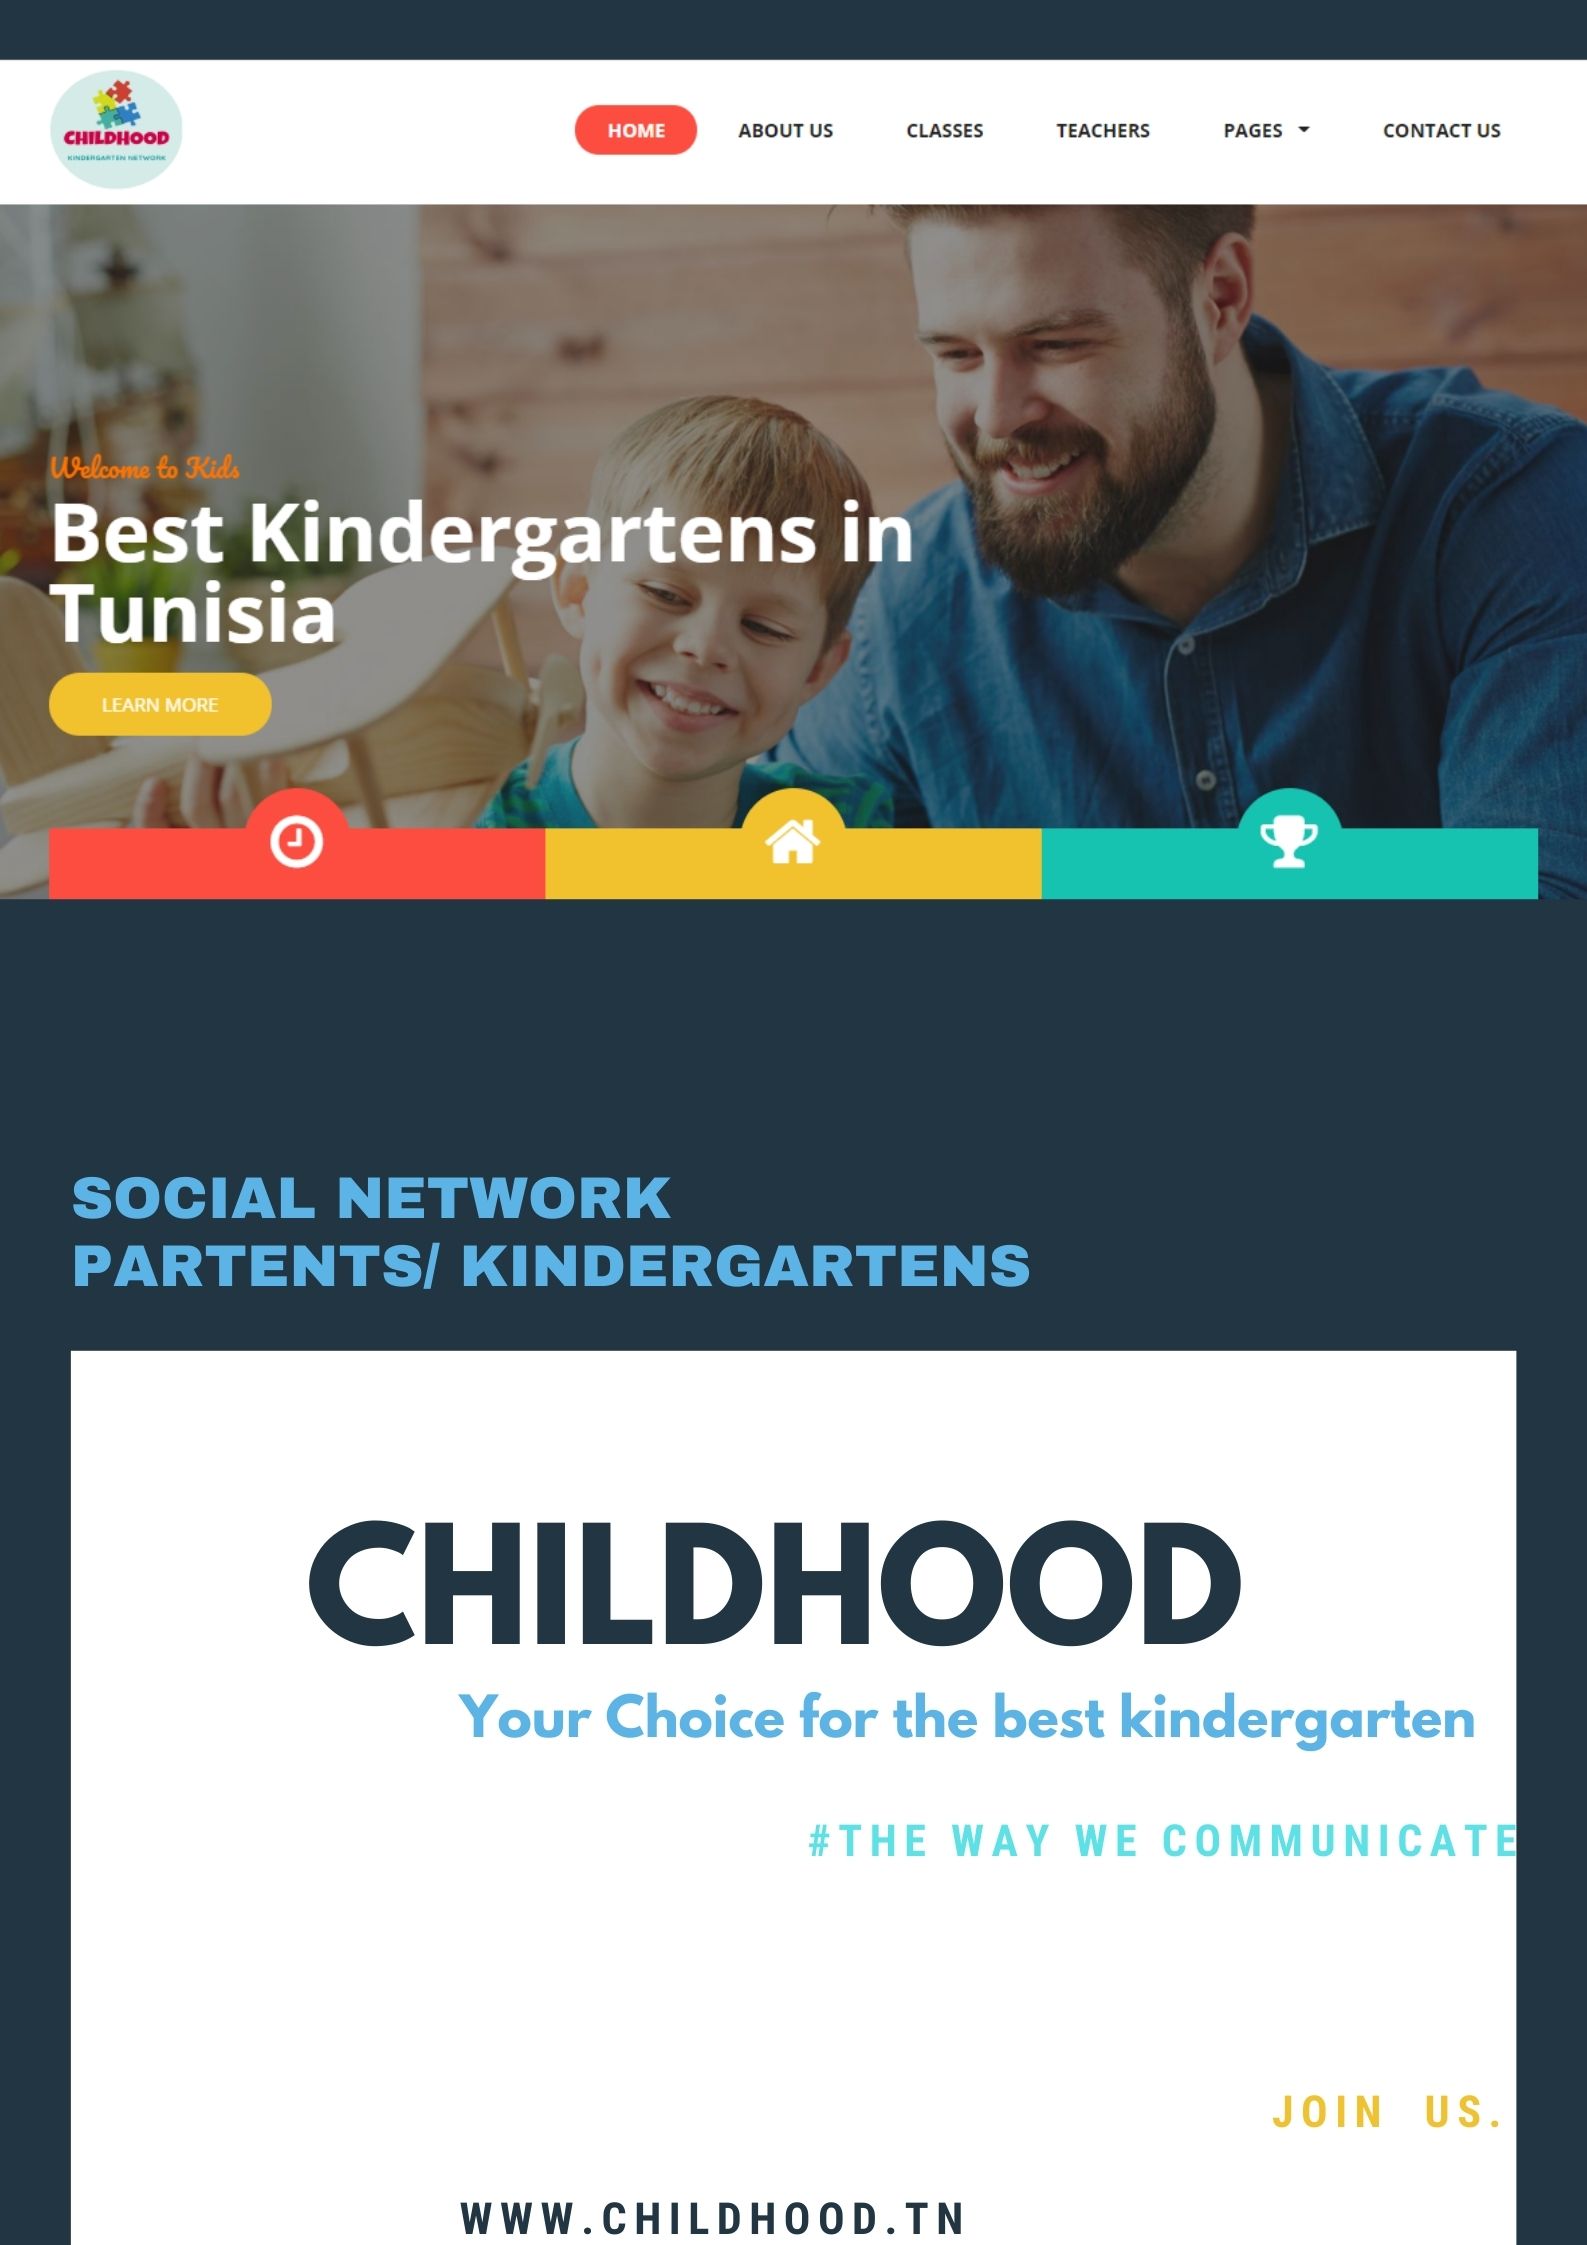 CHILDHOOD
KINDERGARTEN NETWORK
HOME ABOUT US CLASSES TEACHERS PAGES CONTACT US
Welcome to Kids
Best Kindergartens in
Tunisia
LEARN MORE
SOCIAL NETWORK
PARTENTS/ KINDERGARTENS
CHILDHOOD
Your Choice for the best kindergarten
#THE WAY WE COMMUNICATE
JOIN US.
WWW.CHILDHOOD.TN